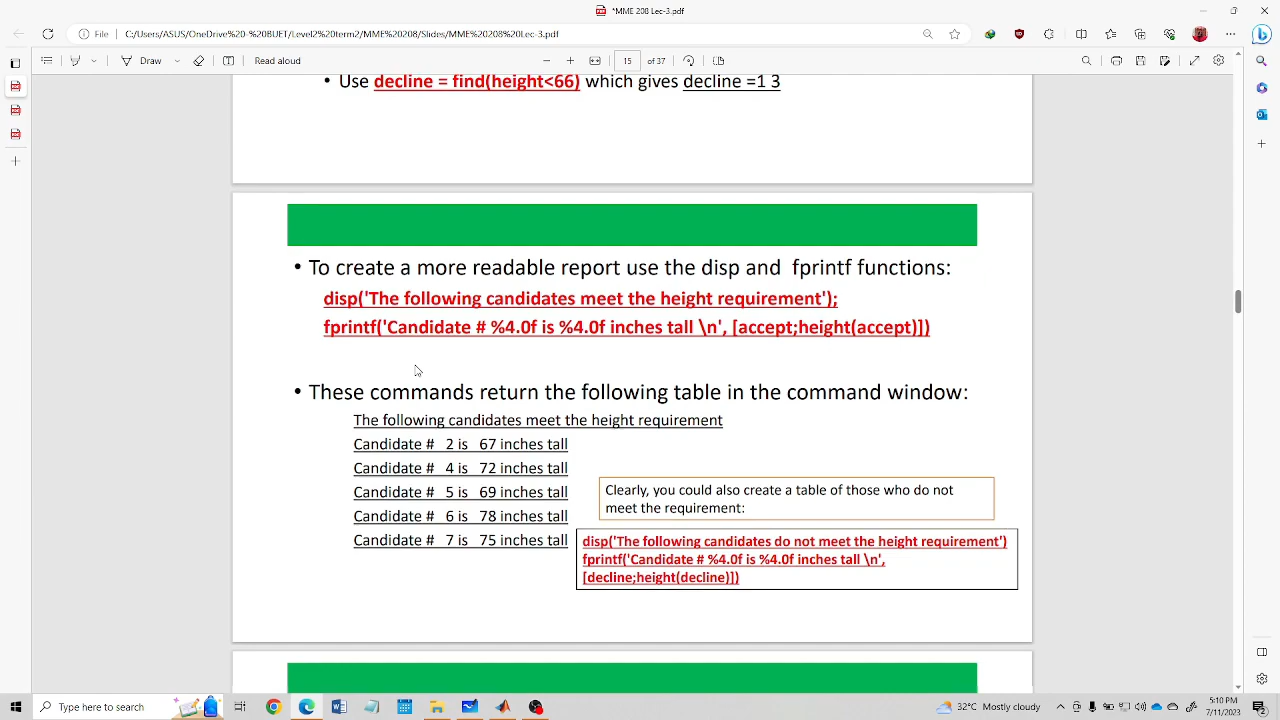 *MME 208 Lec-3.pdf
File
C:/Users/ASUS/OneDrive%20-%20BUET/Level2term2/MME%20208/Slides/MME%20208%20Lec-3.pdf
Draw
Read aloud
15
of 37
• Use decline = find(height<66) which gives decline =1 3
• To create a more readable report use the disp and fprintf functions:
disp('The following candidates meet the height requirement');
fprintf('Candidate # %4.0f is %4.0f inches tall \n', [accept;height(accept)])
• These commands return the following table in the command window:
The following candidates meet the height requirement
Candidate # 2 is 67 inches tall
Candidate # 4 is 72 inches tall
Candidate # 5 is 69 inches tall
Candidate # 6 is 78 inches tall
Candidate # 7 is 75 inches tall
Clearly, you could also create a table of those who do not
meet the requirement:
disp('The following candidates do not meet the height requirement')
fprintf('Candidate # %4.0f is %4.0f inches tall \n',
[decline;height(decline)])
Type here to search
32°C Mostly cloudy
5:10 PM
7/11/2023